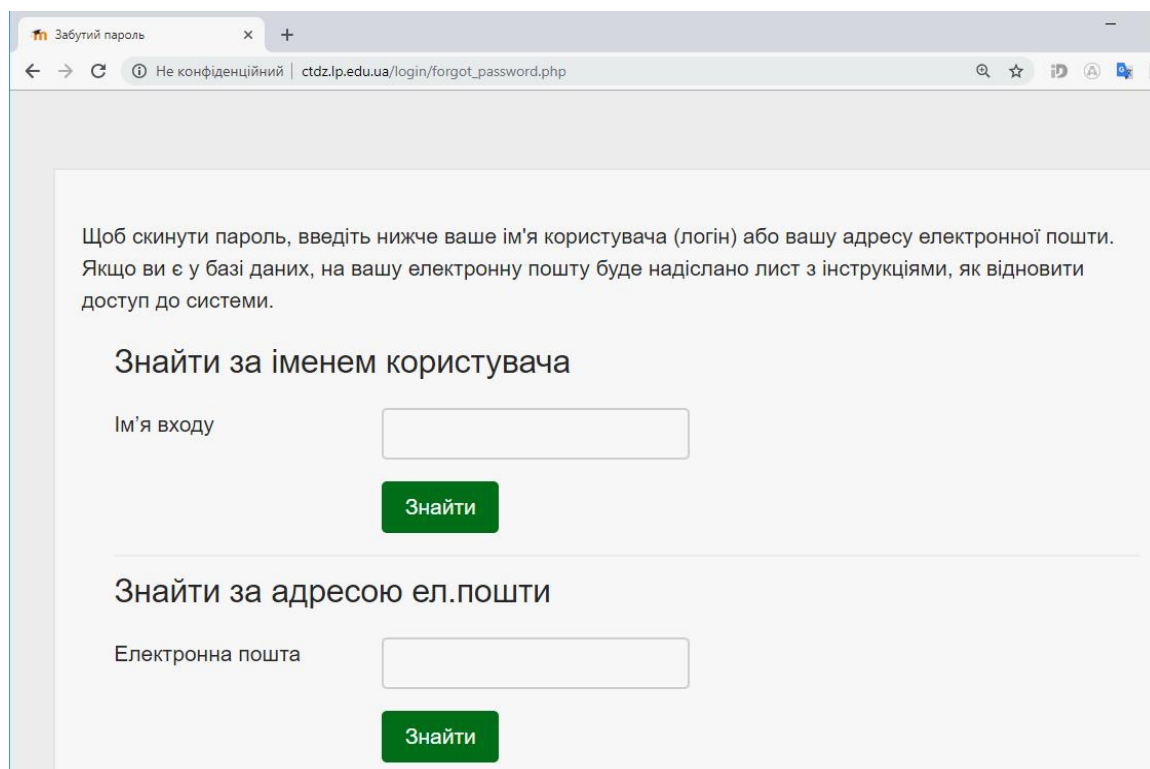 Забутий пароль
Не конфіденційний | ctdz.lp.edu.ua/login/forgot_password.php
Щоб скинути пароль, введіть нижче ваше ім'я користувача (логін) або вашу адресу електронної пошти.
Якщо ви є у базі даних, на вашу електронну пошту буде надіслано лист з інструкціями, як відновити
доступ до системи.
Знайти за іменем користувача
Ім’я входу
Знайти
Знайти за адресою ел.пошти
Електронна пошта
Знайти